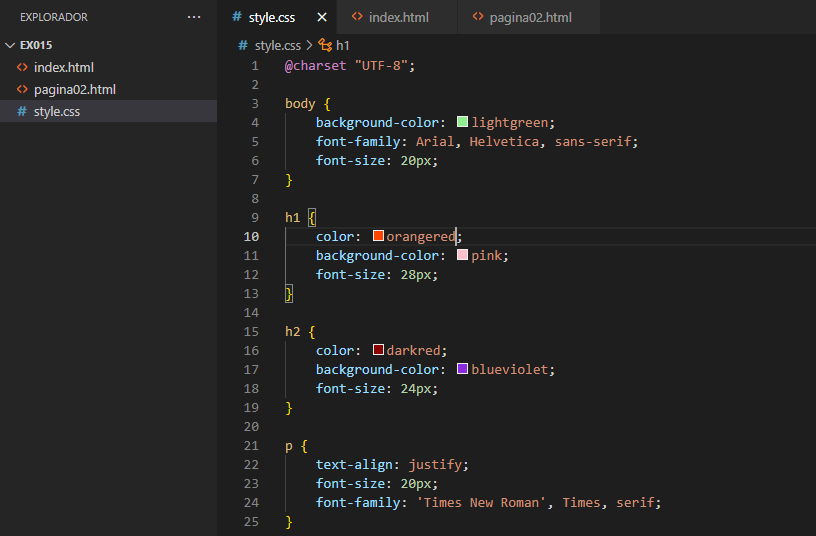 EXPLORADOR ...
EX015
index.html
pagina02.html
style.css
style.css index.html pagina02.html
style.css > h1
1 @charset "UTF-8";
2
3 body {
4 background-color: lightgreen;
5 font-family: Arial, Helvetica, sans-serif;
6 font-size: 20px;
7 }
8
9 h1 {
10 color: orangered;
11 background-color: pink;
12 font-size: 28px;
13 }
14
15 h2 {
16 color: darkred;
17 background-color: blueviolet;
18 font-size: 24px;
19 }
20
21 p {
22 text-align: justify;
23 font-size: 20px;
24 font-family: 'Times New Roman', Times, serif;
25 }